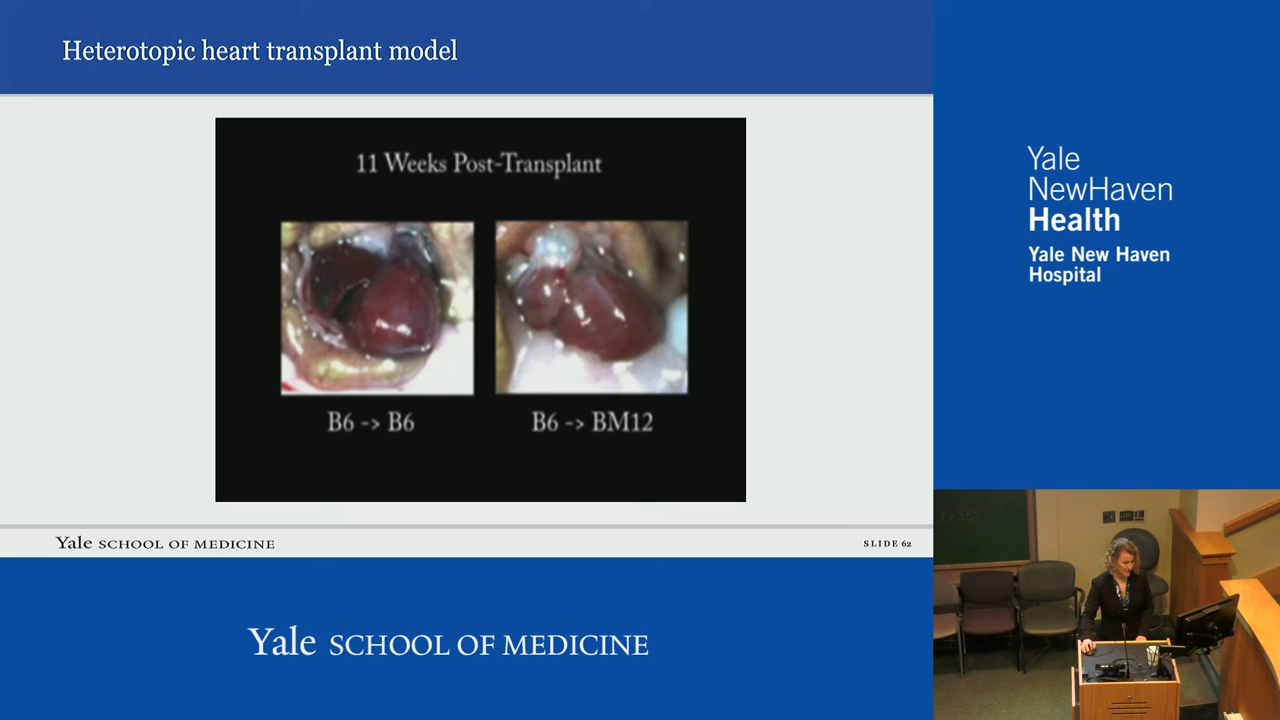 Heterotopic heart transplant model
11 Weeks Post-Transplant
B6 -> B6
B6 -> BM12
Yale SCHOOL OF MEDICINE
SLIDE 62
Yale SCHOOL OF MEDICINE
Yale
NewHaven
Health
Yale New Haven
Hospital